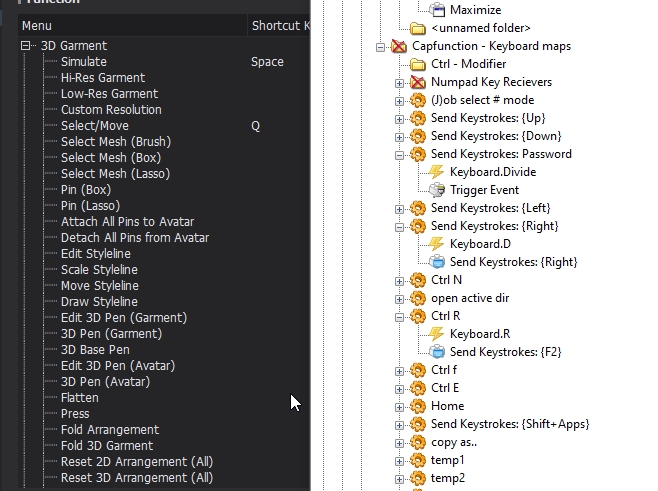 Function
Menu Shortcut K
3D Garment
Simulate Space
Hi-Res Garment
Low-Res Garment
Custom Resolution
Select/Move Q
Select Mesh (Brush)
Select Mesh (Box)
Select Mesh (Lasso)
Pin (Box)
Pin (Lasso)
Attach All Pins to Avatar
Detach All Pins from Avatar
Edit Styleline
Scale Styleline
Move Styleline
Draw Styleline
Edit 3D Pen (Garment)
3D Pen (Garment)
3D Base Pen
Edit 3D Pen (Avatar)
3D Pen (Avatar)
Flatten
Press
Fold Arrangement
Fold 3D Garment
Reset 2D Arrangement (All)
Reset 3D Arrangement (All)
Maximize
<unnamed folder>
Capfunction - Keyboard maps
Ctrl - Modifier
Numpad Key Recievers
(J)ob select # mode
Send Keystrokes: {Up}
Send Keystrokes: {Down}
Send Keystrokes: Password
Keyboard.Divide
Trigger Event
Send Keystrokes: {Left}
Send Keystrokes: {Right}
Keyboard.D
Send Keystrokes: {Right}
Ctrl N
open active dir
Ctrl R
Keyboard.R
Send Keystrokes: {F2}
Ctrl f
Ctrl E
Home
Send Keystrokes: {Shift+Apps}
copy as..
temp1
temp2